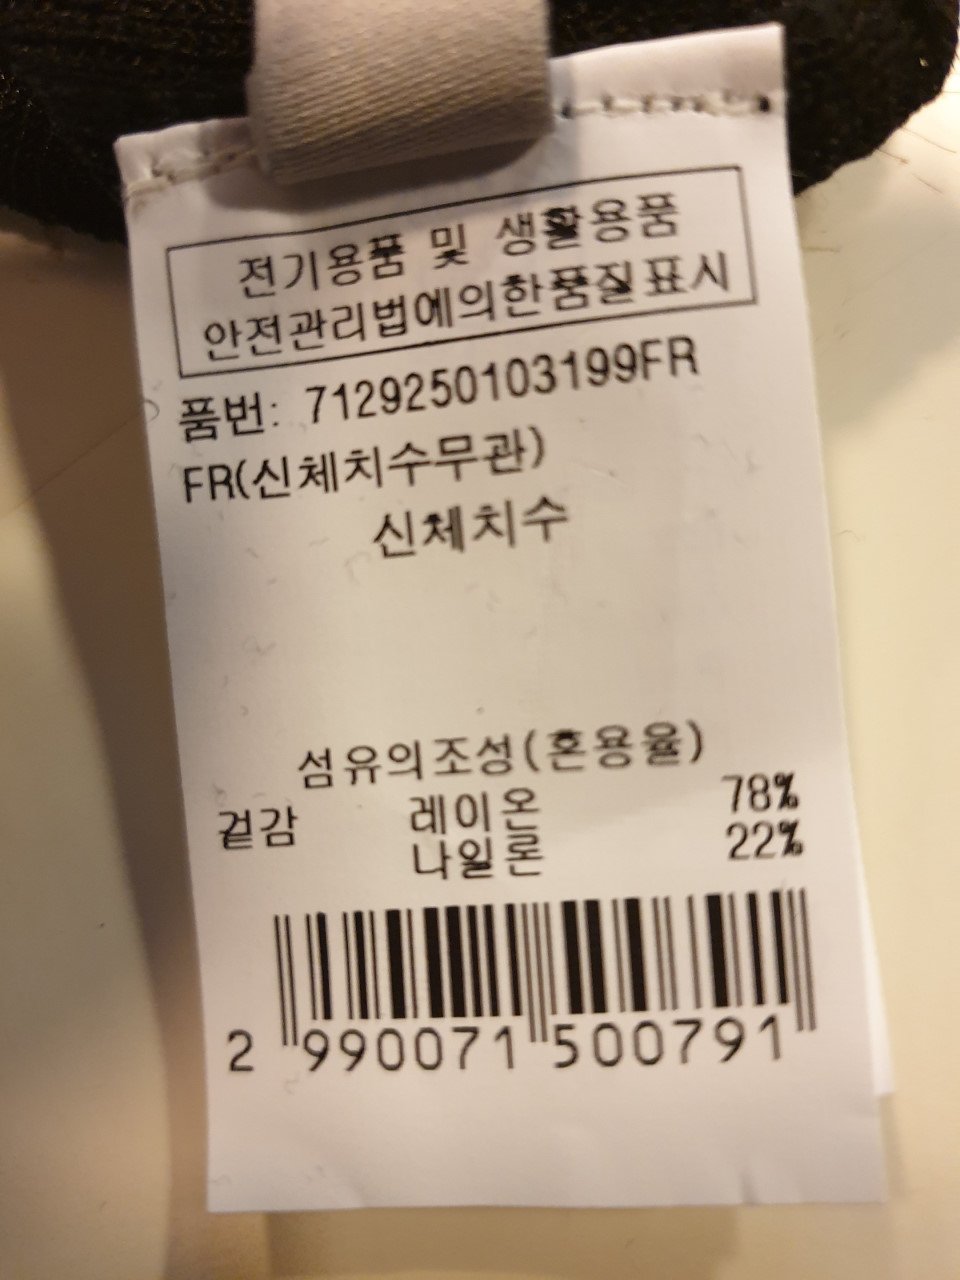 전기용품 및 생활용품
안전관리법에의한품질표시
품번: 7129250103199FR
FR(신체치수무관)
신체치수
섬유의조성(혼용율)
겉감 레이온 78%
나일론 22%
2 990071 500791